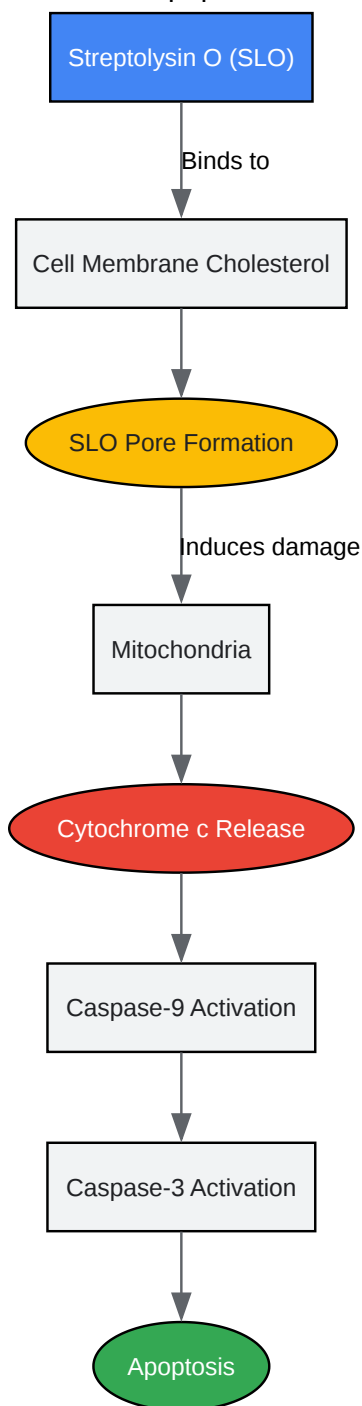 Streptolysin O (SLO)
Binds to
Cell Membrane Cholesterol
SLO Pore Formation
Induces damage
Mitochondria
Cytochrome c Release
Caspase-9 Activation
Caspase-3 Activation
Apoptosis